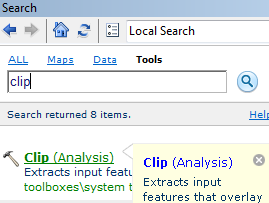 Search
Local Search
ALL Maps Data Tools
clip
Search returned 8 items.
Help
Clip (Analysis)
Extracts input featu
toolboxes\system t
Clip (Analysis)
Extracts input
features that overlay